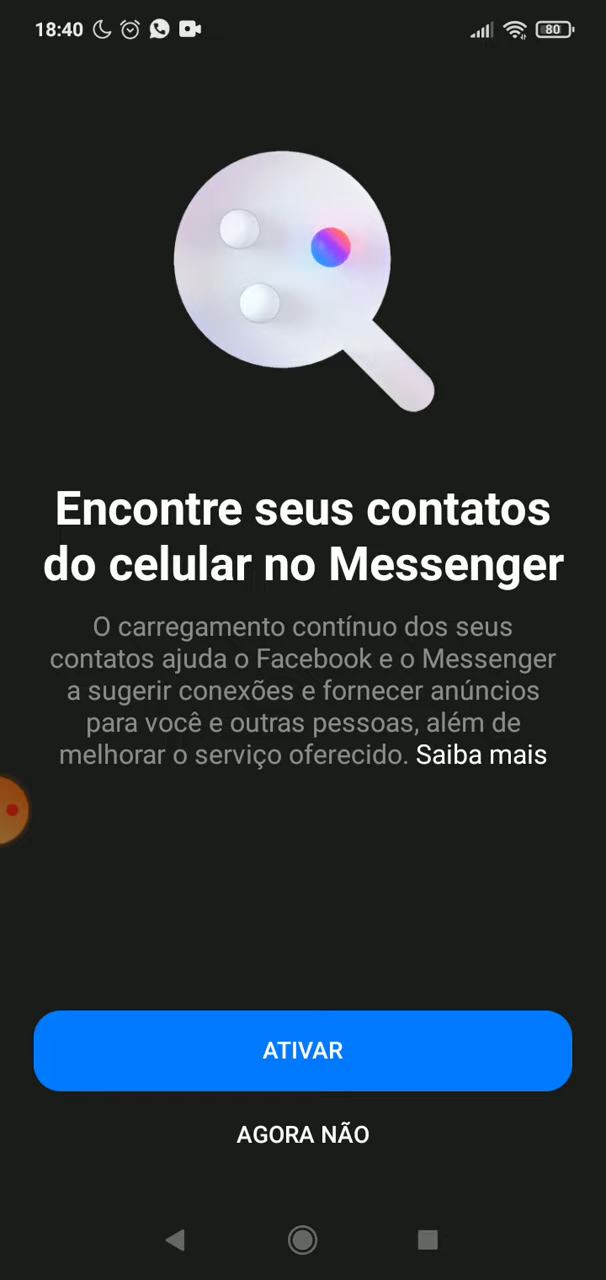 18:40
80
Encontre seus contatos
do celular no Messenger
O carregamento contínuo dos seus
contatos ajuda o Facebook e o Messenger
a sugerir conexões e fornecer anúncios
para você e outras pessoas, além de
melhorar o serviço oferecido. Saiba mais
ATIVAR
AGORA NÃO